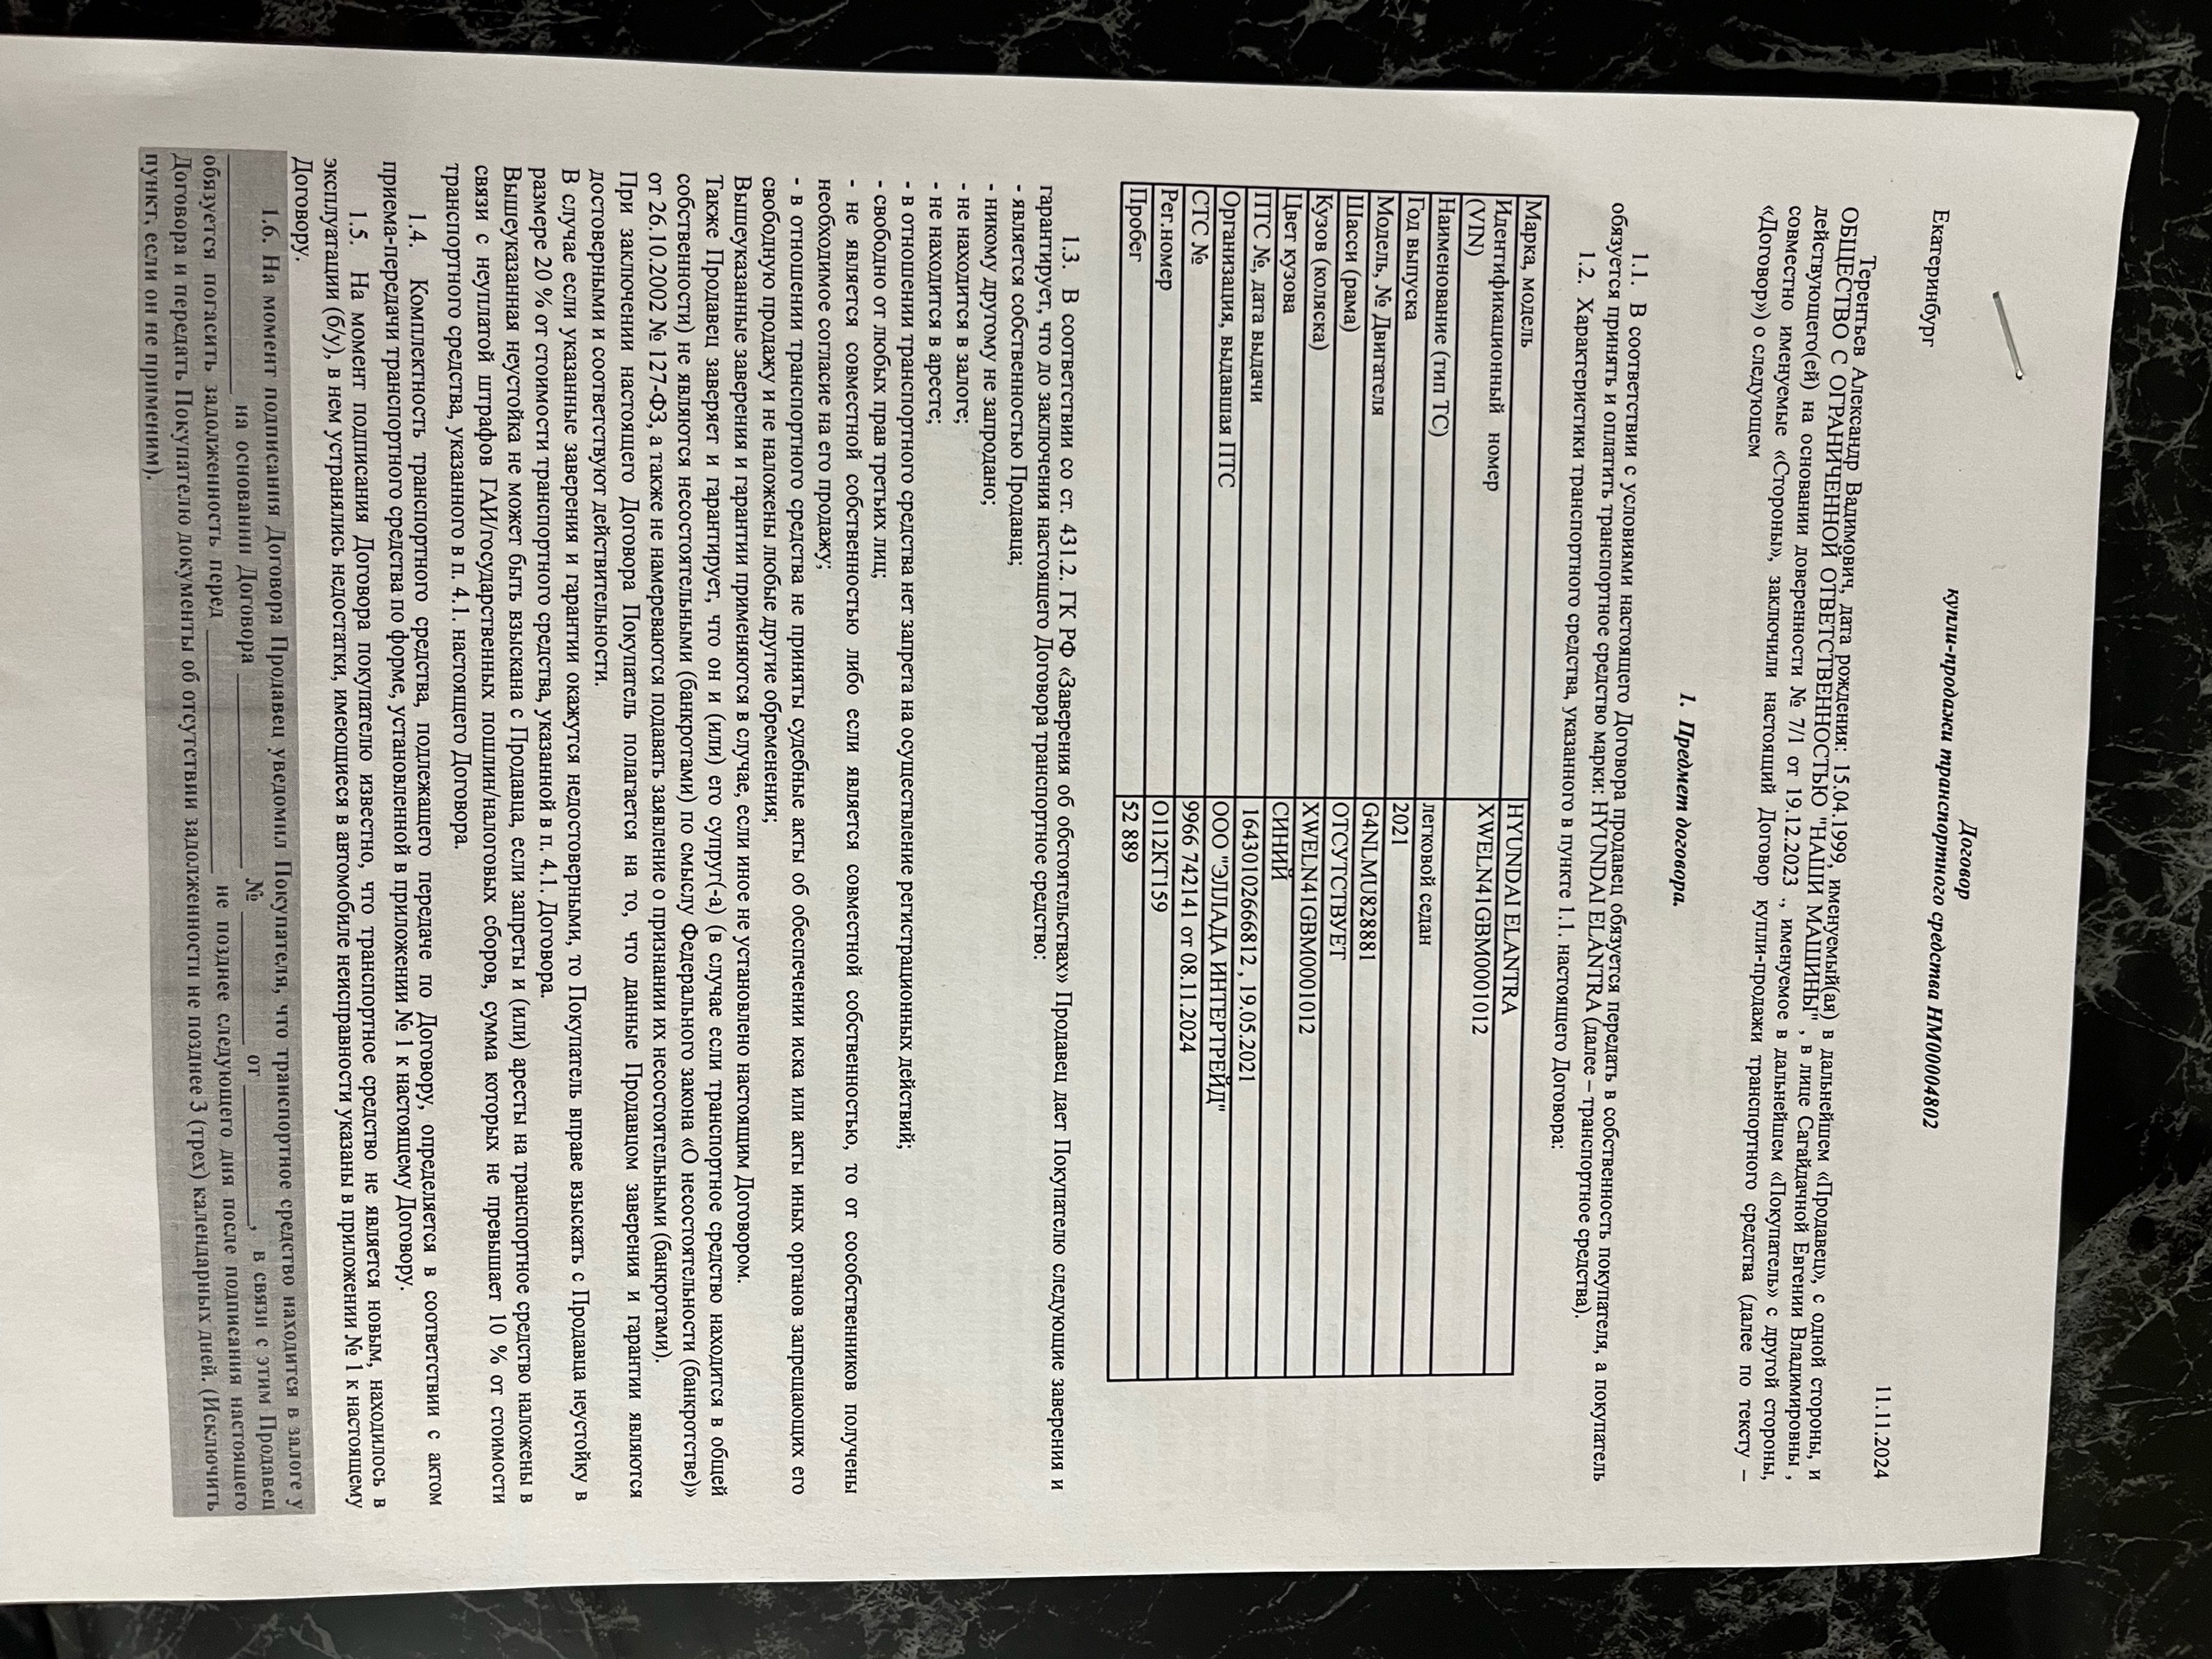 Договор
купли-продажи транспортного средства НМ00004802
Екатеринбург
11.11.2024
Терентьев Александр Вадимович, дата рождения: 15.04.1999, именуемый(ая) в дальнейшем «Продавец», с одной стороны, и
ОБЩЕСТВО С ОГРАНИЧЕННОЙ ОТВЕТСТВЕННОСТЬЮ "НАШИ МАШИНЫ" , в лице Сагайдачной Евгении Владимировны ,
действующего(ей) на основании доверенности № 7/1 от 19.12.2023 ., именуемое в дальнейшем «Покупатель» с другой стороны,
совместно именуемые «Стороны», заключили настоящий Договор купли-продажи транспортного средства (далее по тексту –
«Договор») о следующем
1. Предмет договора.
1.1. В соответствии с условиями настоящего Договора продавец обязуется передать в собственность покупателя, а покупатель
обязуется принять и оплатить транспортное средство марки: HYUNDAI ELANTRA (далее – транспортное средства).
1.2. Характеристики транспортного средства, указанного в пункте 1.1. настоящего Договора:
Марка, модель HYUNDAI ELANTRA
Идентификационный номер XWELN41GBM0001012
(VIN)
Наименование (тип ТС) легковой седан
Год выпуска 2021
Модель, № Двигателя G4NLMU828881
Шасси (рама) ОТСУТСТВУЕТ
Кузов (коляска) XWELN41GBM0001012
Цвет кузова СИНИЙ
ПТС №, дата выдачи 16430102666812 , 19.05.2021
Организация, выдавшая ПТС ООО "ЭЛЛАДА ИНТЕРТРЕЙД"
СТС № 9966 742141 от 08.11.2024
Рег.номер О112КТ159
Пробег 52 889
1.3. В соответствии со ст. 431.2. ГК РФ «Заверения об обстоятельствах» Продавец дает Покупателю следующие заверения и
гарантирует, что до заключения настоящего Договора транспортное средство:
- является собственностью Продавца;
- никому другому не запродано;
- не находится в залоге;
- не находится в аресте;
- в отношении транспортного средства нет запрета на осуществление регистрационных действий;
- свободно от любых прав третьих лиц;
- не является совместной собственностью либо если является совместной собственностью, то от сособственников получены
необходимое согласие на его продажу;
- в отношении транспортного средства не приняты судебные акты об обеспечении иска или акты иных органов запрещающих его
свободную продажу и не наложены любые другие обременения;
Вышеуказанные заверения и гарантии применяются в случае, если иное не установлено настоящим Договором.
Также Продавец заверяет и гарантирует, что он и (или) его супруг(-а) (в случае если транспортное средство находится в общей
собственности) не являются несостоятельными (банкротами) по смыслу Федерального закона «О несостоятельности (банкротстве)»
от 26.10.2002 № 127-ФЗ, а также не намереваются подавать заявление о признании их несостоятельными (банкротами).
При заключении настоящего Договора Покупатель полагается на то, что данные Продавцом заверения и гарантии являются
достоверными и соответствуют действительности.
В случае если указанные заверения и гарантии окажутся недостоверными, то Покупатель вправе взыскать с Продавца неустойку в
размере 20 % от стоимости транспортного средства, указанной в п. 4.1. Договора.
Вышеуказанная неустойка не может быть взыскана с Продавца, если запреты и (или) аресты на транспортное средство наложены в
связи с неуплатой штрафов ГАИ/государственных пошлин/налоговых сборов, сумма которых не превышает 10 % от стоимости
транспортного средства, указанного в п. 4.1. настоящего Договора.
1.4. Комплектность транспортного средства, подлежащего передаче по Договору, определяется в соответствии с актом
приема-передачи транспортного средства по форме, установленной в приложении № 1 к настоящему Договору.
1.5. На момент подписания Договора покупателю известно, что транспортное средство не является новым, находилось в
эксплуатации (б/у), в нем устранялись недостатки, имеющиеся в автомобиле неисправности указаны в приложении № 1 к настоящему
Договору.
1.6. На момент подписания Договора Продавец уведомил Покупателя, что транспортное средство находится в залоге у
____________________ на основании Договора ________________ № ___________ от ____________, в связи с этим Продавец
обязуется погасить задолженность перед ____________________ не позднее следующего дня после подписания настоящего
Договора и передать Покупателю документы об отсутствии задолженности не позднее 3 (трех) календарных дней. (Исключить
пункт, если он не применим).